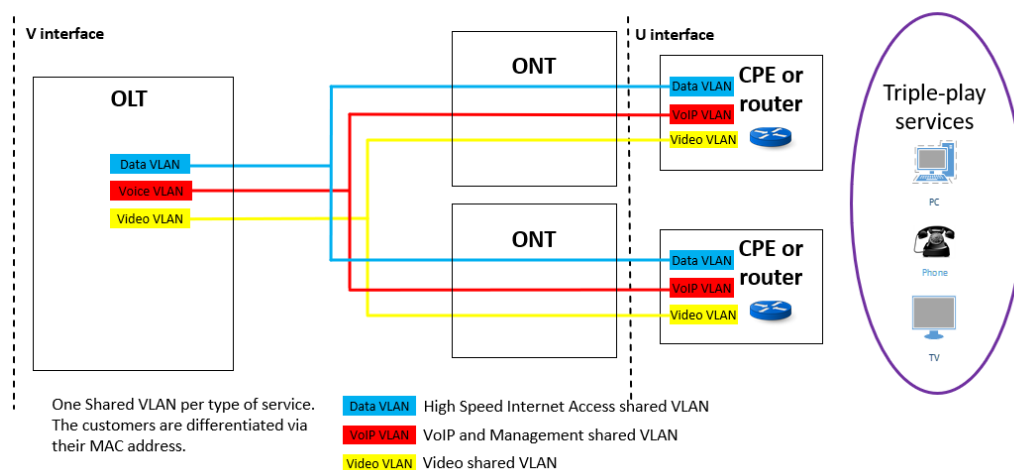 V interface
U interface
OLT
Data VLAN
Voice VLAN
Video VLAN
ONT
ONT
CPE or
router
Data VLAN
VoIP VLAN
Video VLAN
CPE or
router
Data VLAN
VoIP VLAN
Video VLAN
Triple-play
services
PC
Phone
TV
One Shared VLAN per type of service.
The customers are differentiated via
their MAC address.
Data VLAN High Speed Internet Access shared VLAN
VoIP VLAN VoIP and Management shared VLAN
Video VLAN Video shared VLAN